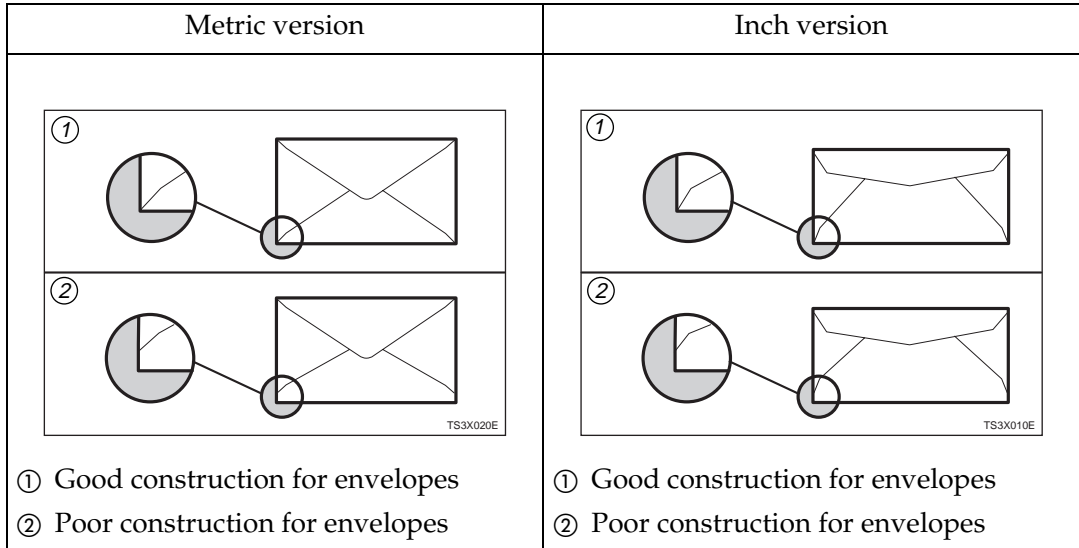 Metric version
Inch version
1
2
TS3X020E
1
2
TS3X010E
① Good construction for envelopes
② Poor construction for envelopes
① Good construction for envelopes
② Poor construction for envelopes